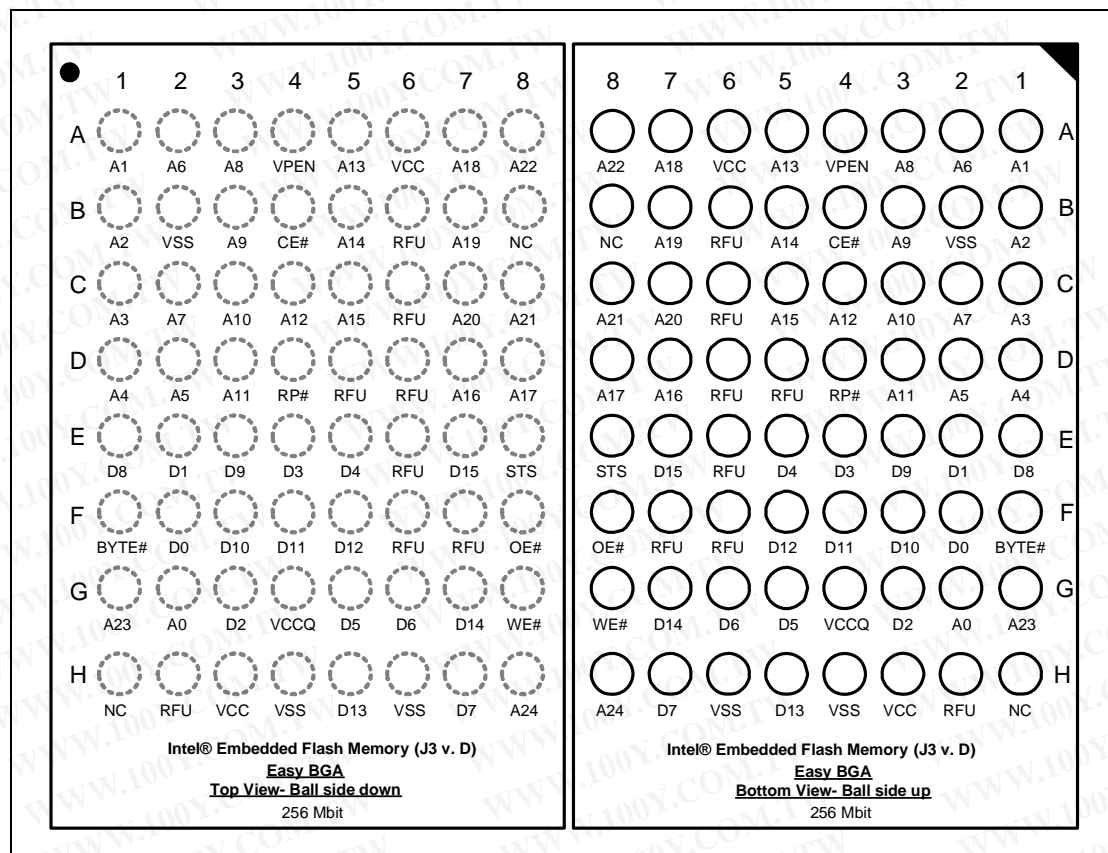 1 2 3 4 5 6 7 8
A
A1 A6 A8 VPEN A13 VCC A18 A22
B
A2 VSS A9 CE# A14 RFU A19 NC
C
A3 A7 A10 A12 A15 RFU A20 A21
D
A4 A5 A11 RP# RFU RFU A16 A17
E
D8 D1 D9 D3 D4 RFU D15 STS
F
BYTE# D0 D10 D11 D12 RFU RFU OE#
G
A23 A0 D2 VCCQ D5 D6 D14 WE#
H
NC RFU VCC VSS D13 VSS D7 A24
Intel® Embedded Flash Memory (J3 v. D)
Easy BGA
Top View- Ball side down
256 Mbit
8 7 6 5 4 3 2 1
A
A22 A18 VCC A13 VPEN A8 A6 A1
B
NC A19 RFU A14 CE# A9 VSS A2
C
A21 A20 RFU A15 A12 A10 A7 A3
D
A17 A16 RFU RFU RP# A11 A5 A4
E
STS D15 RFU D4 D3 D9 D1 D8
F
OE# RFU RFU D12 D11 D10 D0 BYTE#
G
WE# D14 D6 D5 VCCQ D2 A0 A23
H
A24 D7 VSS D13 VSS VCC RFU NC
Intel® Embedded Flash Memory (J3 v. D)
Easy BGA
Bottom View- Ball side up
256 Mbit
WWW.100Y.COM.TW